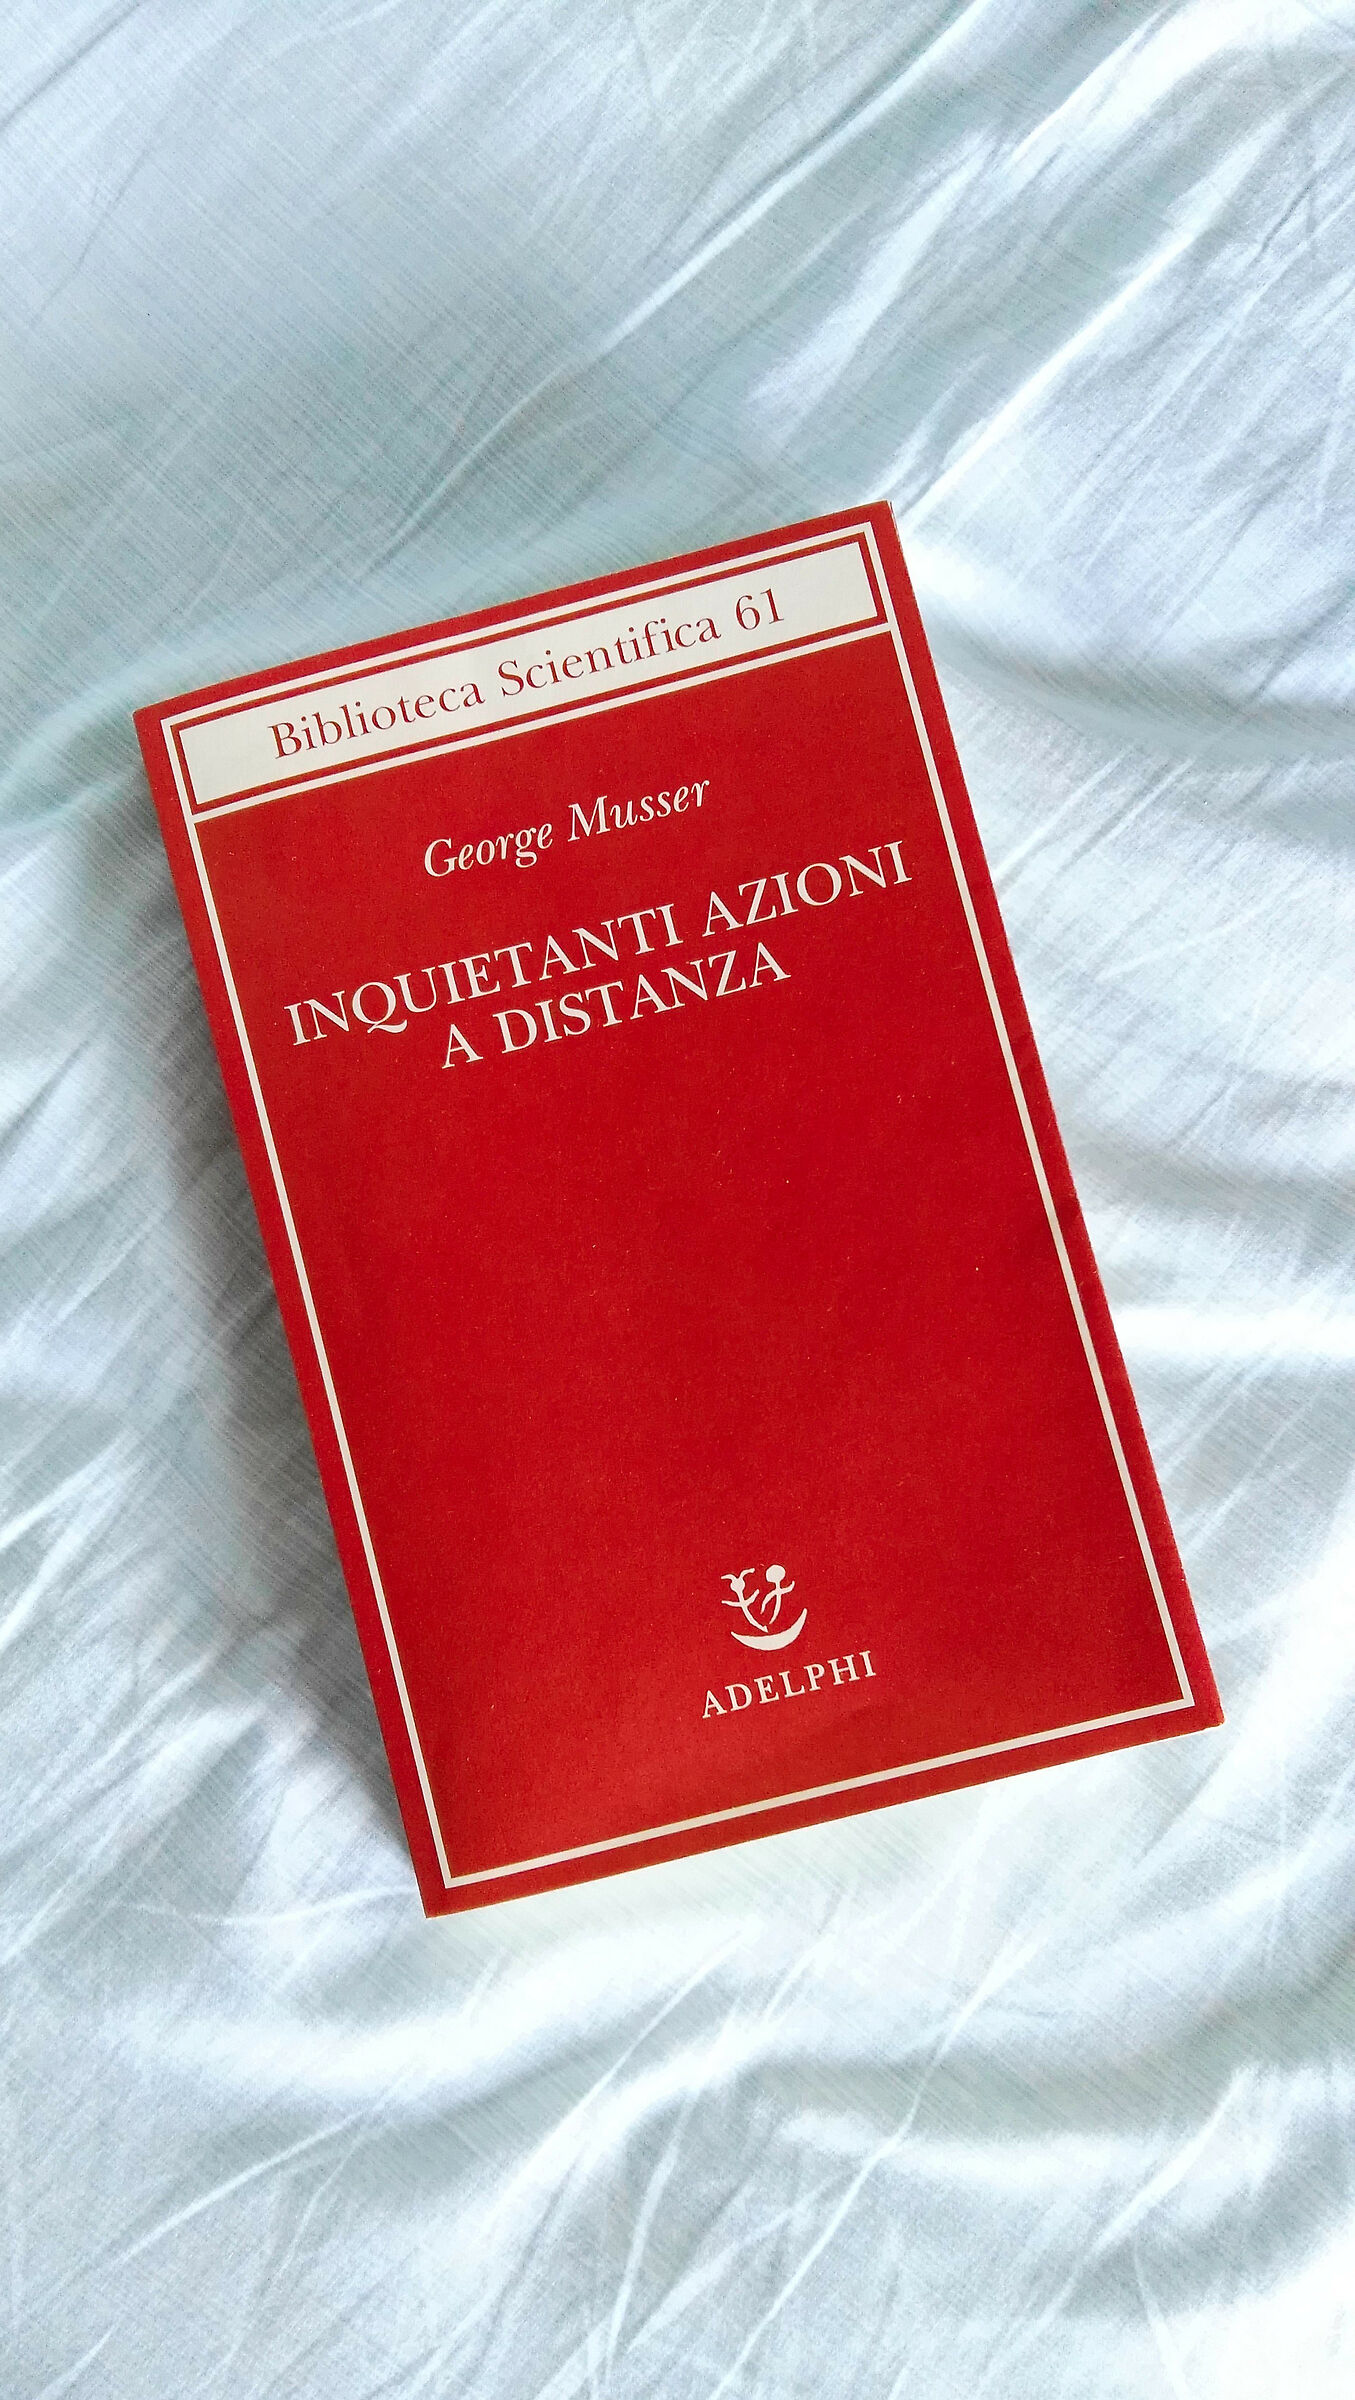 Biblioteca Scientifica 61
George Musser
INQUIETANTI AZIONI
A DISTANZA
ADELPHI